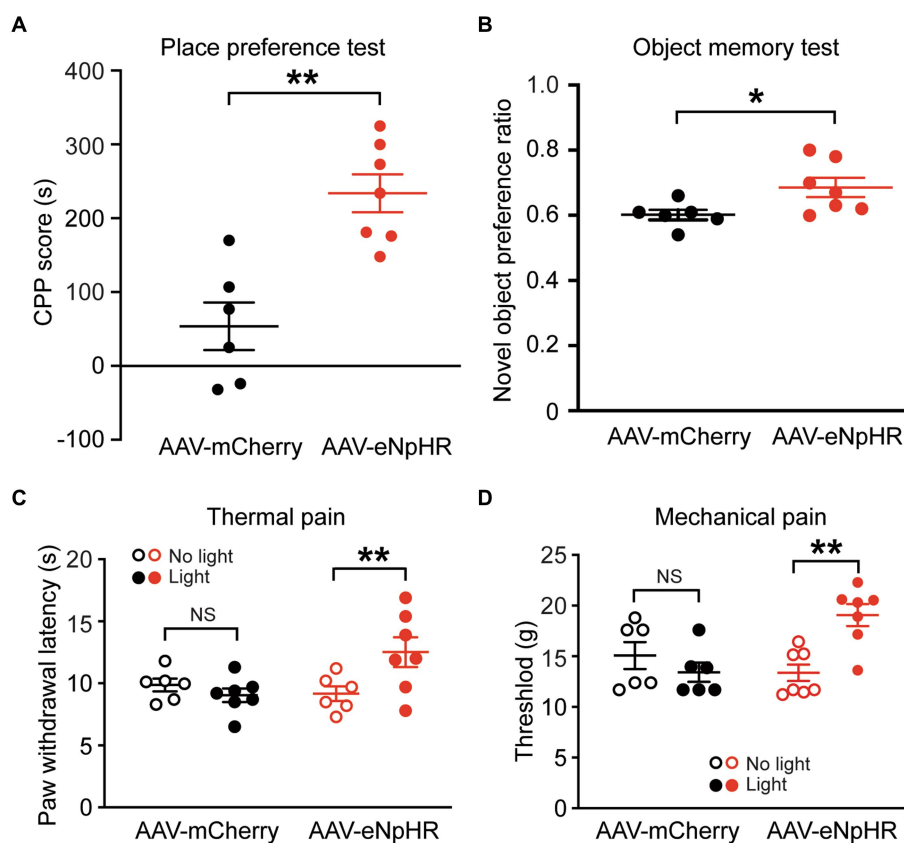 A
Place preference test
CPP score (s)
400
300
200
100
0
-100
**
AAV-mCherry AAV-eNpHR
B
Object memory test
Novel object preference ratio
1.0
0.8
0.6
0.4
0.2
0
*
AAV-mCherry AAV-eNpHR
C
Thermal pain
Paw withdrawal latency (s)
20
15
10
5
0
No light
Light
NS
**
AAV-mCherry AAV-eNpHR
D
Mechanical pain
Threshlod (g)
25
20
15
10
5
0
NS
**
No light
Light
AAV-mCherry AAV-eNpHR